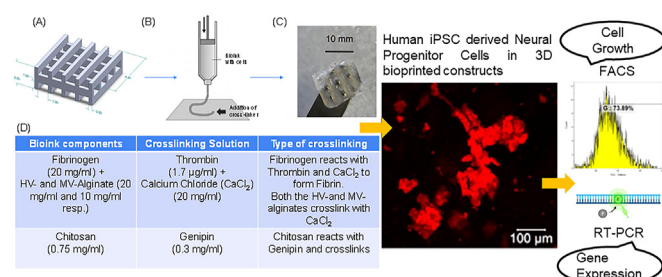 (A)
(B)
(C)
Bioink
with cells
Addition of
cross-linker
10 mm
Human iPSC derived Neural
Progenitor Cells in 3D
bioprinted constructs
100 µm
Cell
Growth
FACS
G : 73.89%
RT-PCR
Gene
Expression
(D)
Bioink components
Crosslinking Solution
Type of crosslinking
Fibrinogen
(20 mg/ml) +
HV- and MV-Alginate (20
mg/ml and 10 mg/ml
resp.)
Thrombin
(1.7 µg/ml) +
Calcium Chloride (CaCl₂)
(20 mg/ml)
Fibrinogen reacts with
Thrombin and CaCl₂ to
form Fibrin.
Both the HV-and MV-
alginates crosslink with
CaCl₂
Chitosan
(0.75 mg/ml)
Genipin
(0.3 mg/ml)
Chitosan reacts with
Genipin and crosslinks